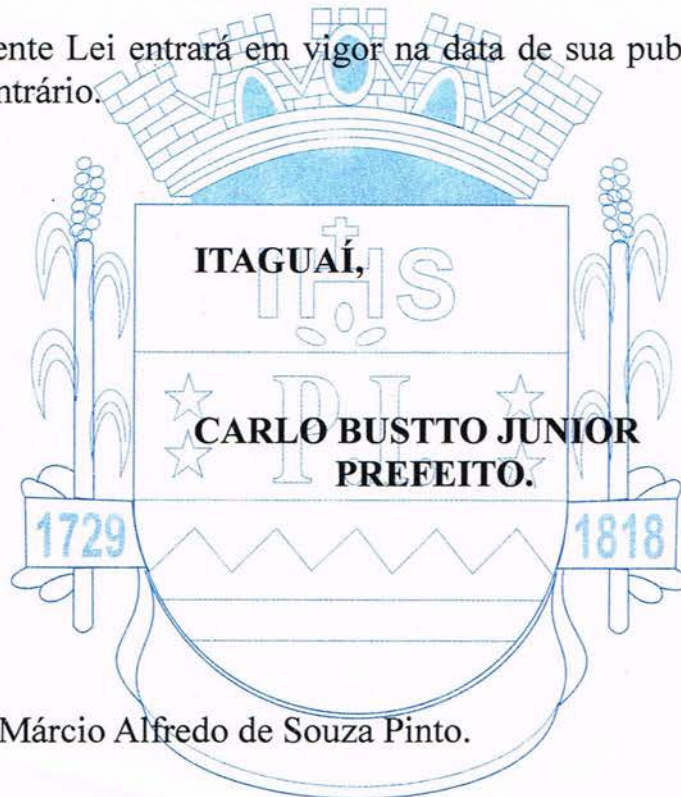 ente Lei entrará em vigor na data de sua pub
ntrário.
IHS
ITAGUAÍ,
P.I.
CARLO BUSTTO JUNIOR
PREFEITO.
1729
1818
Márcio Alfredo de Souza Pinto.